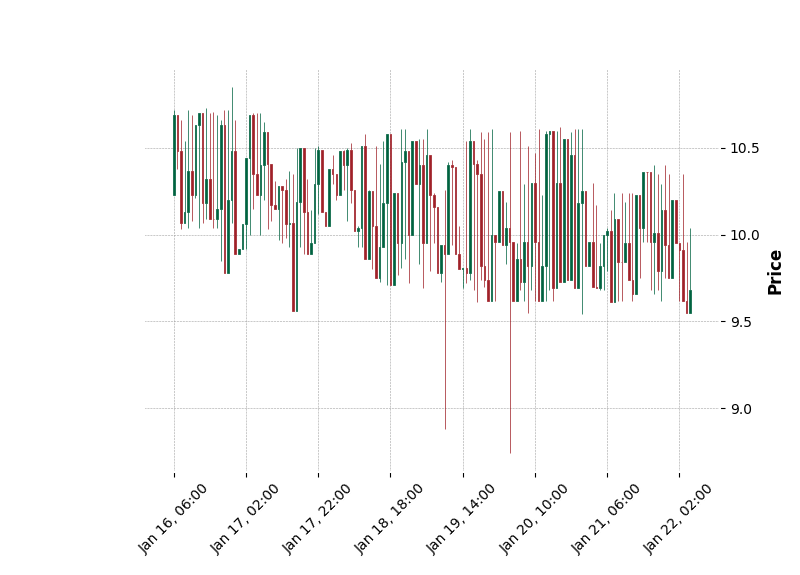 10.5
10.0
9.5
9.0
Price
Jan 16, 06:00
Jan 17, 02:00
Jan 17, 22:00
Jan 18, 18:00
Jan 19, 14:00
Jan 20, 10:00
Jan 21, 06:00
Jan 22, 02:00